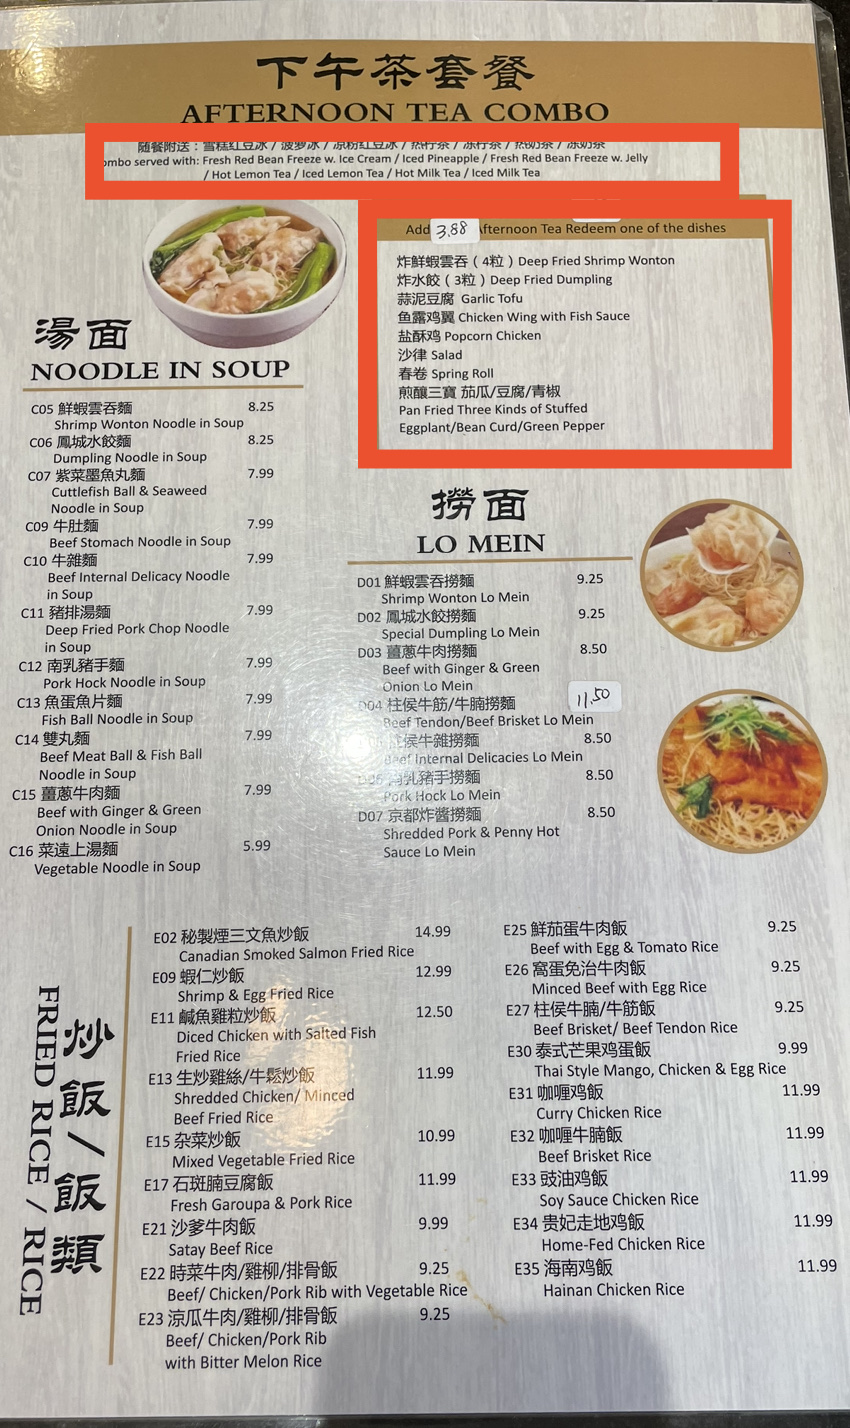 下午茶套餐
AFTERNOON TEA COMBO
随餐附送：雪糕红豆冰 / 菠萝冰 / 凉粉红豆冰 / 热柠茶 / 冻柠茶 / 热奶茶 / 冻奶茶
ombo served with: Fresh Red Bean Freeze w. Ice Cream / Iced Pineapple / Fresh Red Bean Freeze w. Jelly
/ Hot Lemon Tea / Iced Lemon Tea / Hot Milk Tea / Iced Milk Tea
Add 3.88 Afternoon Tea Redeem one of the dishes
炸鮮蝦雲吞（4粒）Deep Fried Shrimp Wonton
炸水餃（3粒）Deep Fried Dumpling
蒜泥豆腐 Garlic Tofu
鱼露鸡翼 Chicken Wing with Fish Sauce
盐酥鸡 Popcorn Chicken
沙律 Salad
春卷 Spring Roll
煎釀三寶 茄瓜/豆腐/青椒
Pan Fried Three Kinds of Stuffed
Eggplant/Bean Curd/Green Pepper
湯面
NOODLE IN SOUP
C05 鮮蝦雲吞麵 8.25
Shrimp Wonton Noodle in Soup
C06 鳳城水餃麵 8.25
Dumpling Noodle in Soup
C07 紫菜墨魚丸麵 7.99
Cuttlefish Ball & Seaweed
Noodle in Soup
C09 牛肚麵 7.99
Beef Stomach Noodle in Soup
C10 牛雜麵 7.99
Beef Internal Delicacy Noodle
in Soup
C11 豬排湯麵 7.99
Deep Fried Pork Chop Noodle
in Soup
C12 南乳豬手麵 7.99
Pork Hock Noodle in Soup
C13 魚蛋魚片麵 7.99
Fish Ball Noodle in Soup
C14 雙丸麵 7.99
Beef Meat Ball & Fish Ball
Noodle in Soup
C15 薑蔥牛肉麵 7.99
Beef with Ginger & Green
Onion Noodle in Soup
C16 菜遠上湯麵 5.99
Vegetable Noodle in Soup
撈面
LO MEIN
D01 鮮蝦雲吞撈麵 9.25
Shrimp Wonton Lo Mein
D02 鳳城水餃撈麵 9.25
Special Dumpling Lo Mein
D03 薑蔥牛肉撈麵 8.50
Beef with Ginger & Green
Onion Lo Mein
D04 柱侯牛筋/牛腩撈麵 11.50
Beef Tendon/Beef Brisket Lo Mein
柱侯牛雜撈麵 8.50
Beef Internal Delicacies Lo Mein
D06 南乳豬手撈麵 8.50
Pork Hock Lo Mein
D07 京都炸醬撈麵 8.50
Shredded Pork & Penny Hot
Sauce Lo Mein
炒飯/飯類
FRIED RICE / RICE
E02 秘製煙三文魚炒飯 14.99
Canadian Smoked Salmon Fried Rice
E09 蝦仁炒飯 12.99
Shrimp & Egg Fried Rice
E11 鹹魚雞粒炒飯 12.50
Diced Chicken with Salted Fish
Fried Rice
E13 生炒雞絲/牛鬆炒飯 11.99
Shredded Chicken/ Minced
Beef Fried Rice
E15 杂菜炒飯 10.99
Mixed Vegetable Fried Rice
E17 石斑腩豆腐飯 11.99
Fresh Garoupa & Pork Rice
E21 沙爹牛肉飯 9.99
Satay Beef Rice
E22 時菜牛肉/雞柳/排骨飯 9.25
Beef/ Chicken/Pork Rib with Vegetable Rice
E23 涼瓜牛肉/雞柳/排骨飯 9.25
Beef/ Chicken/Pork Rib
with Bitter Melon Rice
E25 鮮茄蛋牛肉飯 9.25
Beef with Egg & Tomato Rice
E26 窩蛋免治牛肉飯 9.25
Minced Beef with Egg Rice
E27 柱侯牛腩/牛筋飯 9.25
Beef Brisket/ Beef Tendon Rice
E30 泰式芒果鸡蛋飯 9.99
Thai Style Mango, Chicken & Egg Rice
E31 咖喱鸡飯 11.99
Curry Chicken Rice
E32 咖喱牛腩飯 11.99
Beef Brisket Rice
E33 豉油鸡飯 11.99
Soy Sauce Chicken Rice
E34 贵妃走地鸡飯 11.99
Home-Fed Chicken Rice
E35 海南鸡飯 11.99
Hainan Chicken Rice